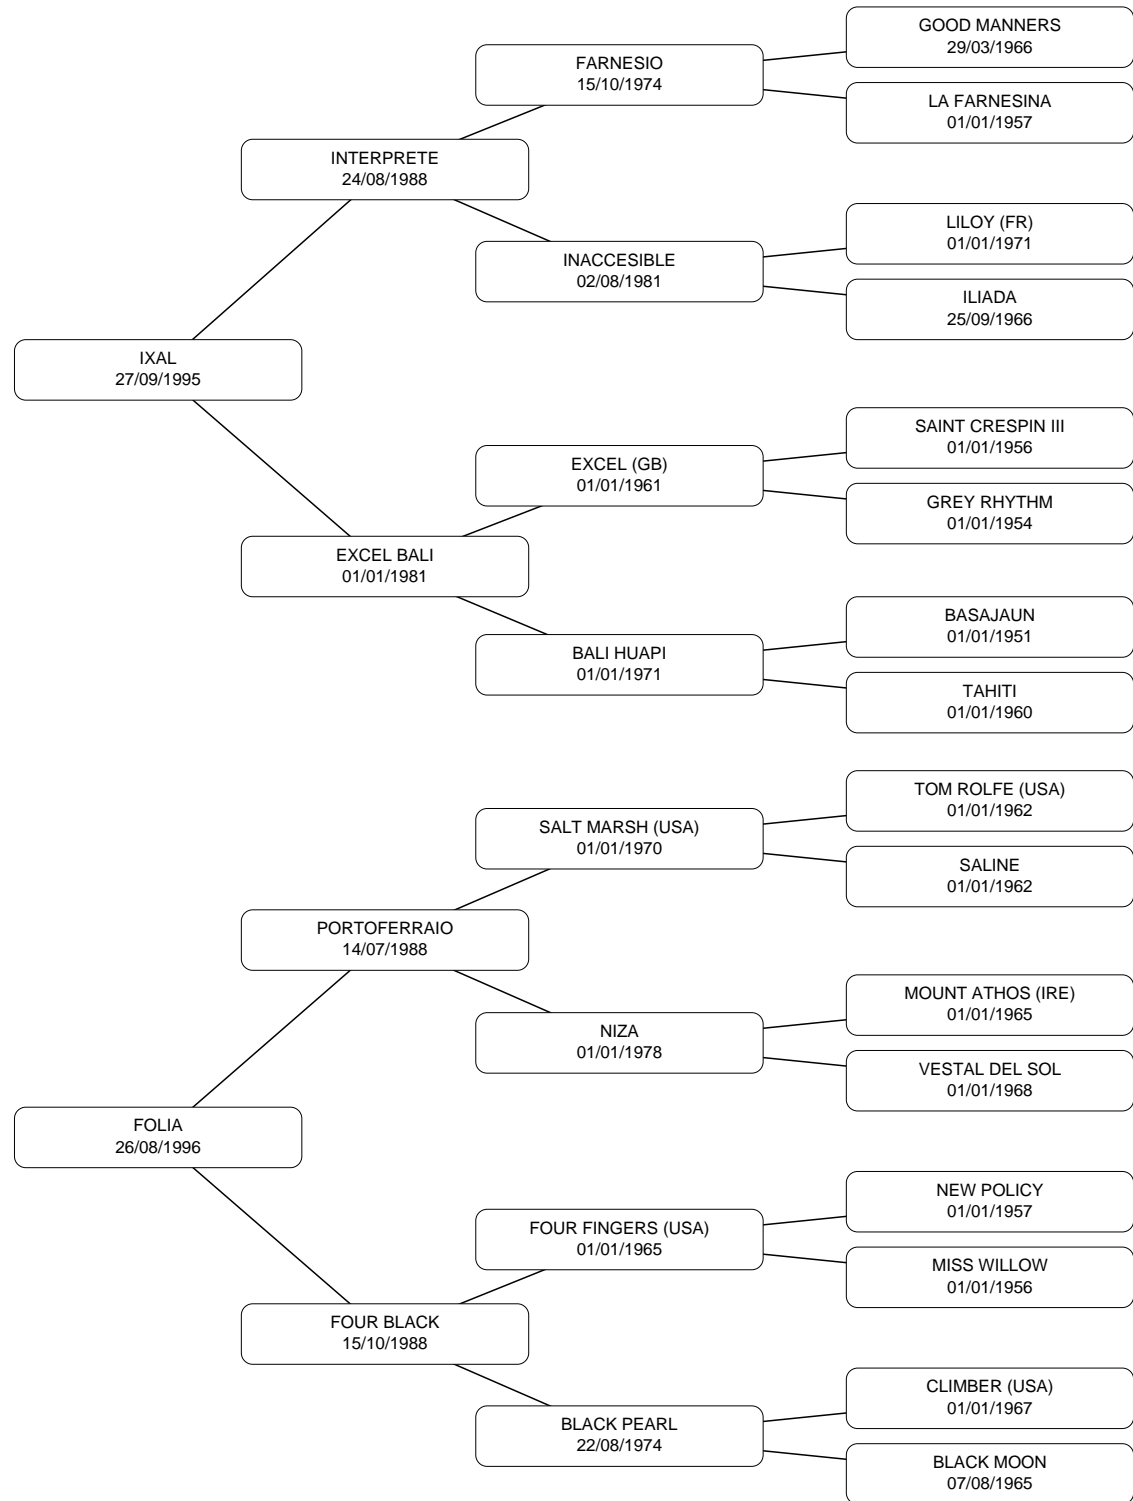 GOOD MANNERS
29/03/1966
FARNESIO
15/10/1974
LA FARNESINA
01/01/1957
INTERPRETE
24/08/1988
LILOY (FR)
01/01/1971
INACCESIBLE
02/08/1981
ILIADA
25/09/1966
IXAL
27/09/1995
SAINT CRESPIN III
01/01/1956
EXCEL (GB)
01/01/1961
GREY RHYTHM
01/01/1954
EXCEL BALI
01/01/1981
BASAJAUN
01/01/1951
BALI HUAPI
01/01/1971
TAHITI
01/01/1960
TOM ROLFE (USA)
01/01/1962
SALT MARSH (USA)
01/01/1970
SALINE
01/01/1962
PORTOFERRAIO
14/07/1988
MOUNT ATHOS (IRE)
01/01/1965
NIZA
01/01/1978
VESTAL DEL SOL
01/01/1968
FOLIA
26/08/1996
NEW POLICY
01/01/1957
FOUR FINGERS (USA)
01/01/1965
MISS WILLOW
01/01/1956
FOUR BLACK
15/10/1988
CLIMBER (USA)
01/01/1967
BLACK PEARL
22/08/1974
BLACK MOON
07/08/1965